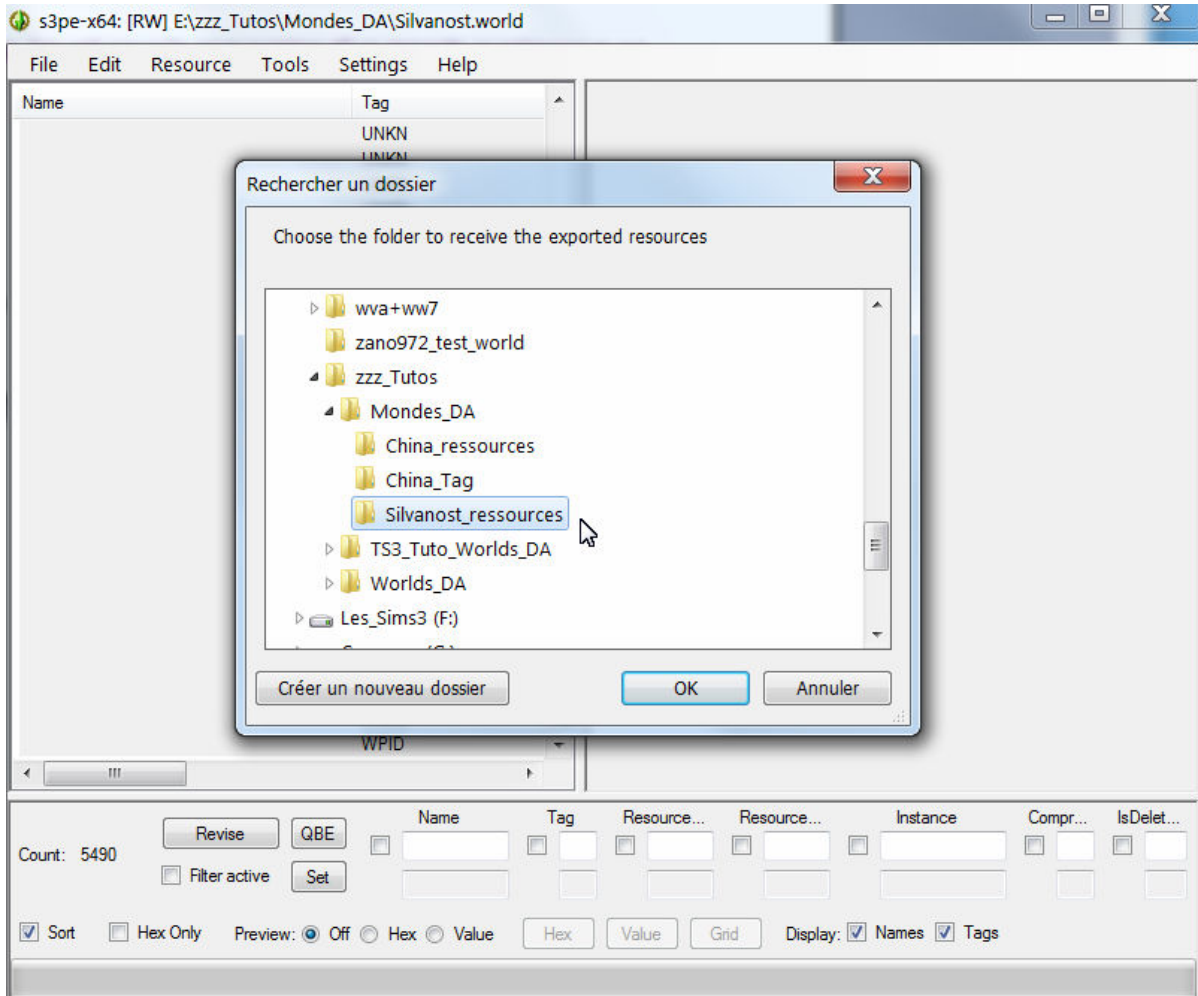 s3pe-x64: [RW] E:\zzz_Tutos\Mondes_DA\Silvanost.world
File Edit Resource Tools Settings Help
Name Tag
UNKN
UNKN
Rechercher un dossier
Choose the folder to receive the exported resources
wva+ww7
zano972_test_world
zzz_Tutos
Mondes_DA
China_ressources
China_Tag
Silvanost_ressources
TS3_Tuto_Worlds_DA
Worlds_DA
Les_Sims3 (F:)
Créer un nouveau dossier OK Annuler
WPID
Name Tag Resource... Resource... Instance Compr... IsDelet...
Revise QBE
Count: 5490
Filter active Set
Sort Hex Only Preview: Off Hex Value Hex Value Grid Display: Names Tags